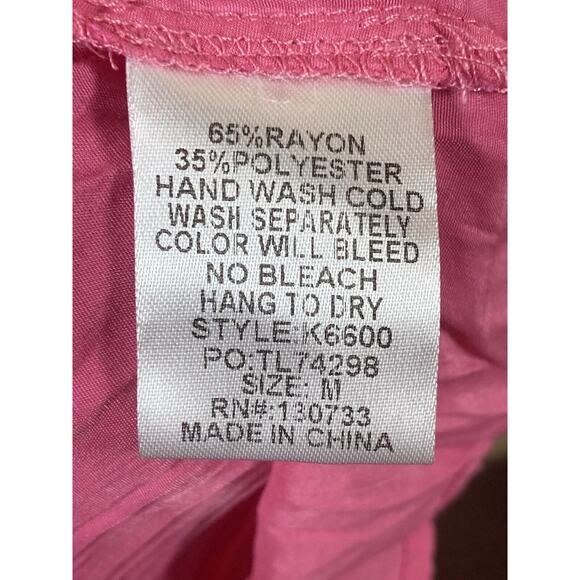 65%RAYON
35%POLYESTER
HAND WASH COLD
WASH SEPARATELY
COLOR WILL BLEED
NO BLEACH
HANG TO DRY
STYLE:K6600
PO:TL74298
SIZE: M
RN#:130733
MADE IN CHINA